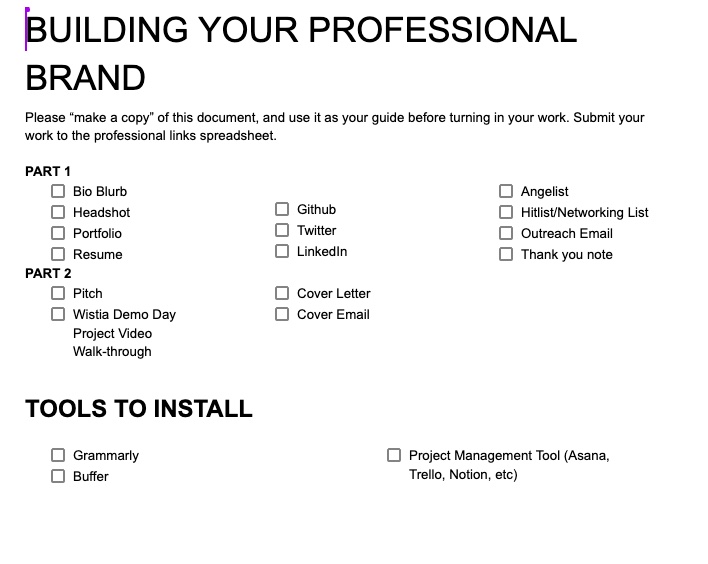 BUILDING YOUR PROFESSIONAL
BRAND
Please “make a copy” of this document, and use it as your guide before turning in your work. Submit your
work to the professional links spreadsheet.
PART 1
Bio Blurb
Headshot
Portfolio
Resume
Github
Twitter
LinkedIn
Angelist
Hitlist/Networking List
Outreach Email
Thank you note
PART 2
Pitch
Wistia Demo Day
Project Video
Walk-through
Cover Letter
Cover Email
TOOLS TO INSTALL
Grammarly
Buffer
Project Management Tool (Asana,
Trello, Notion, etc)